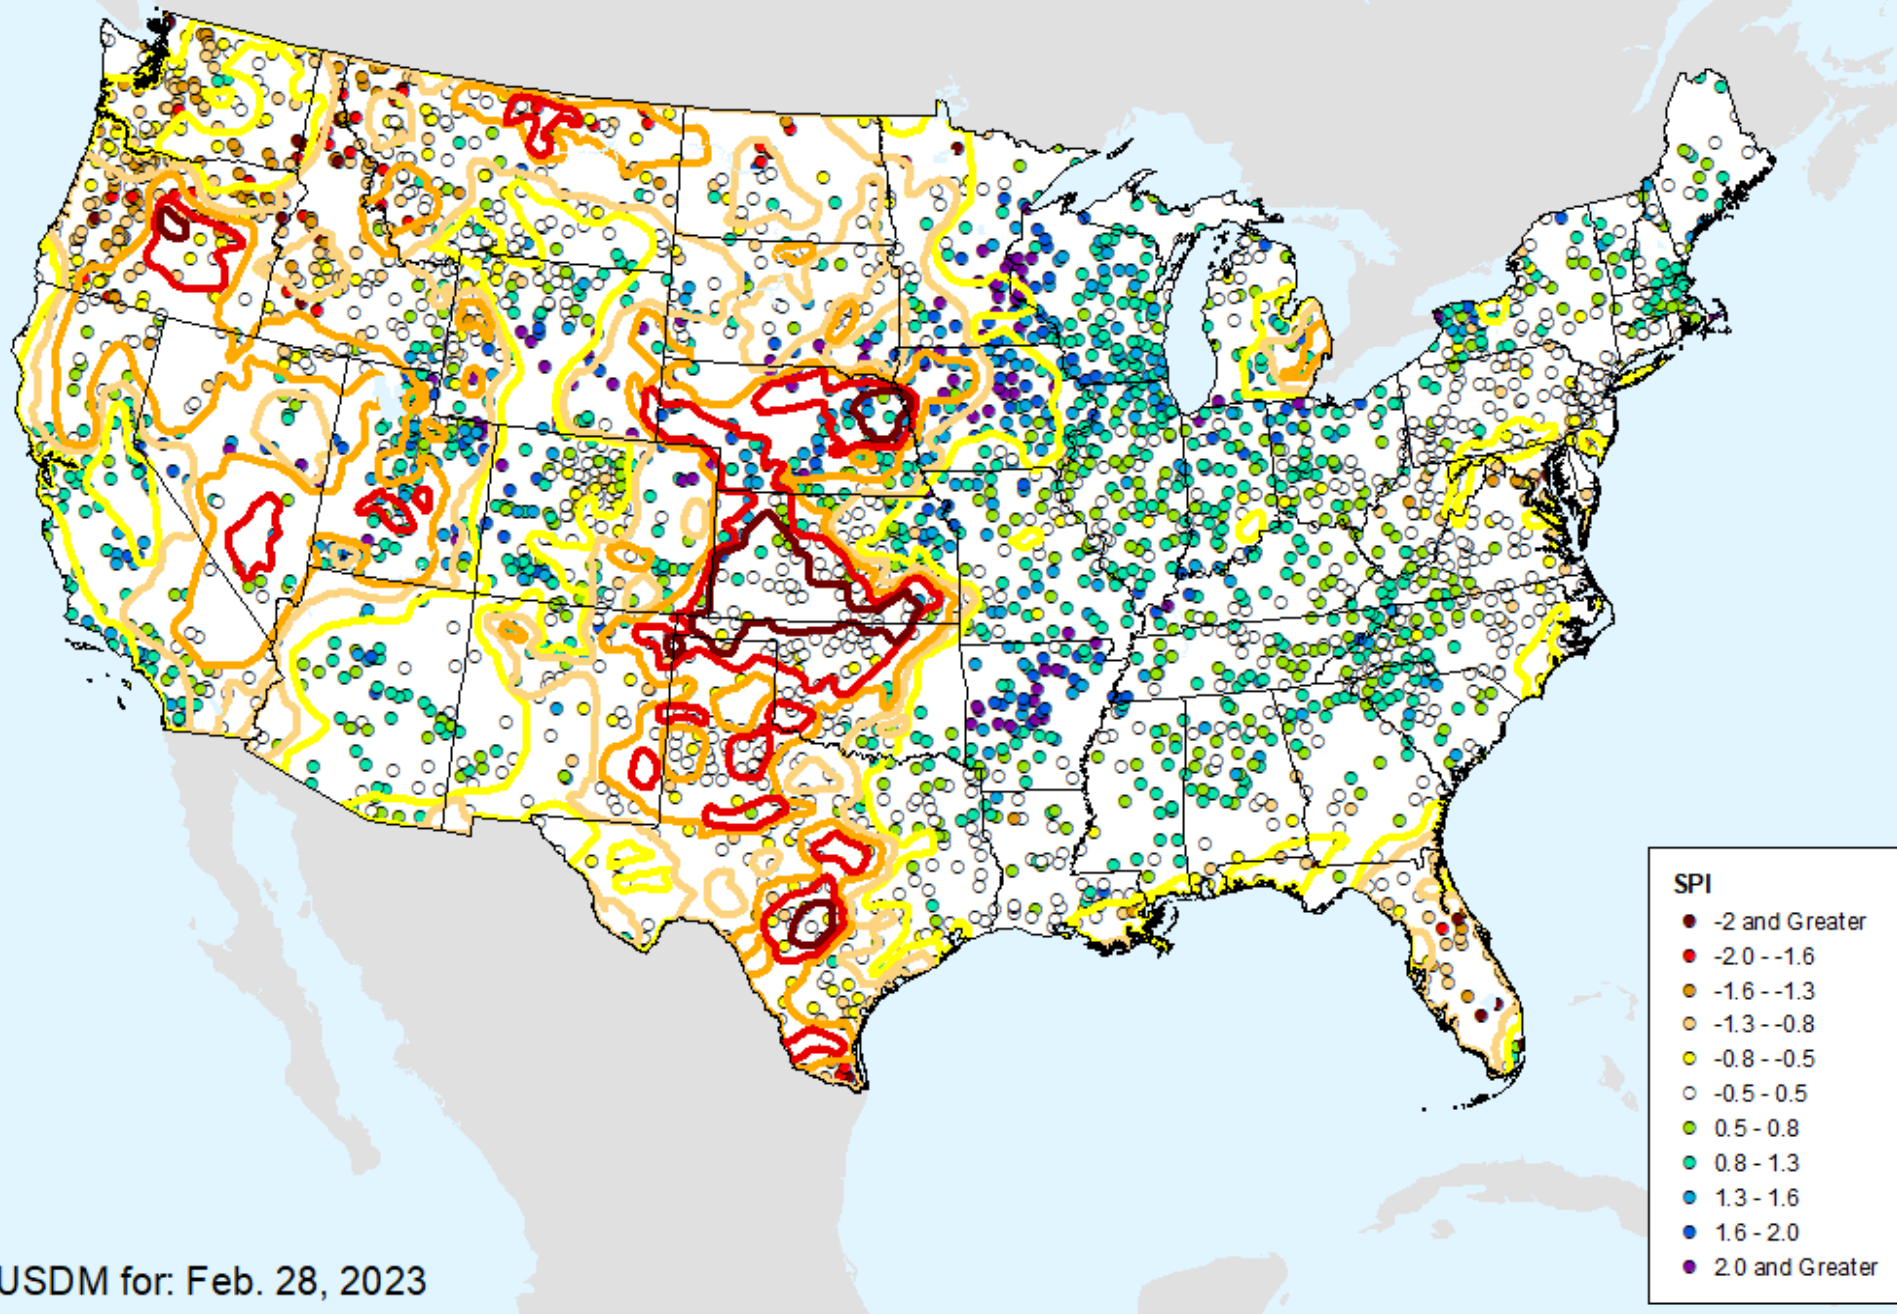 SPI
-2 and Greater
-2.0 - -1.6
-1.6 - -1.3
-1.3 - -0.8
-0.8 - -0.5
-0.5 - 0.5
0.5 - 0.8
0.8 - 1.3
1.3 - 1.6
1.6 - 2.0
2.0 and Greater
USDM for: Feb. 28, 2023